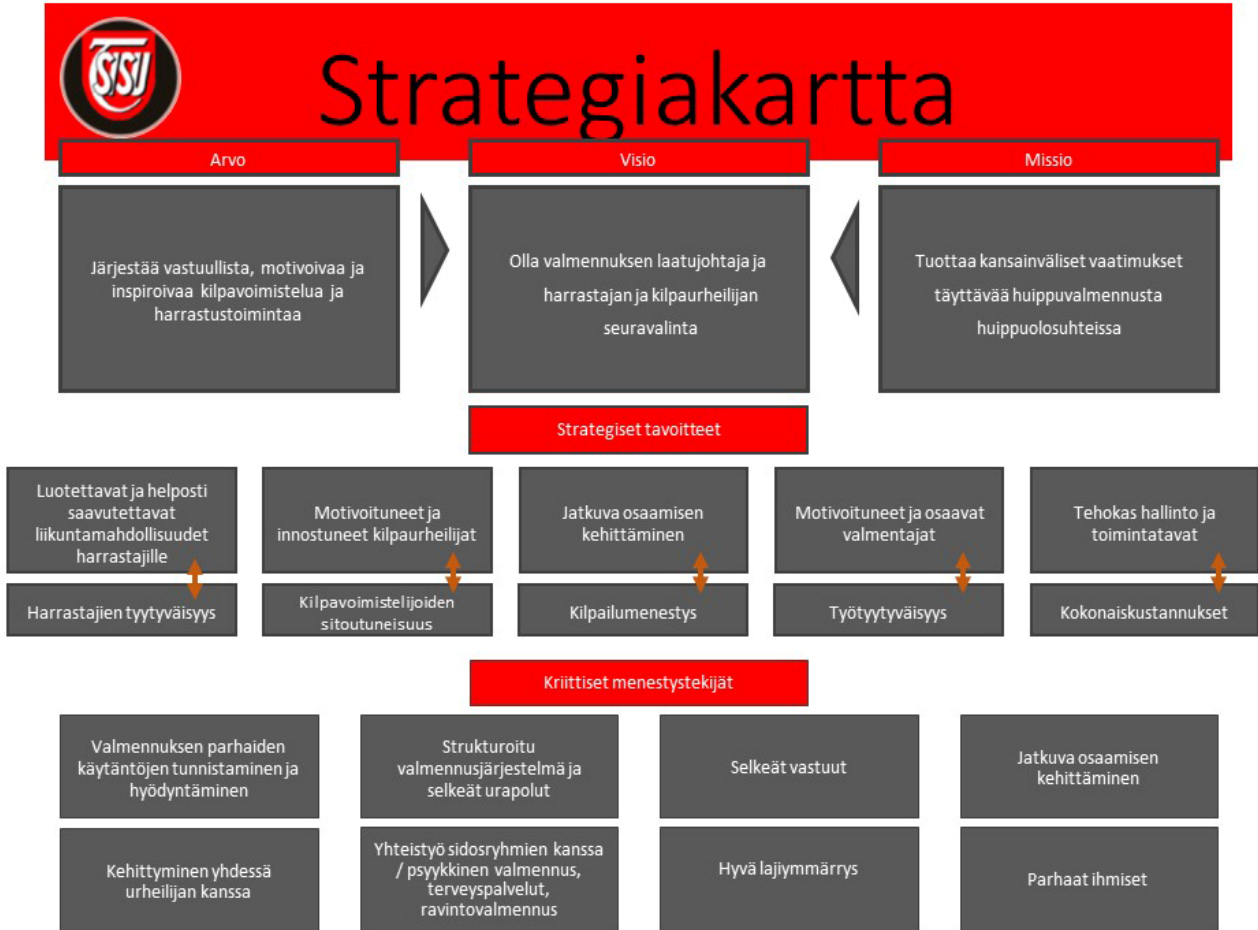 TSISU
Strategiakartta
Arvo
Visio
Missio
Järjestää vastuullista, motivoivaa ja
inspiroivaa kilpavoimistelua ja
harrastustoimintaa
Olla valmennuksen laatujohtaja ja
harrastajan ja kilpaurheilijan
seuravalinta
Tuottaa kansainväliset vaatimukset
täyttävää huippuvalmennusta
huippuolosuhteissa
Strategiset tavoitteet
Luotettavat ja helposti
saavutettavat
liikuntamahdollisuudet
harrastajille
Motivoituneet ja
innostuneet kilpaurheilijat
Jatkuva osaamisen
kehittäminen
Motivoituneet ja osaavat
valmentajat
Tehokas hallinto ja
toimintatavat
Harrastajien tyytyväisyys
Kilpavoimistelijoiden
sitoutuneisuus
Kilpailumenestys
Työtyytyväisyys
Kokonaiskustannukset
Kriittiset menestystekijät
Valmennuksen parhaiden
käytäntöjen tunnistaminen ja
hyödyntäminen
Strukturoitu
valmennusjärjestelmä ja
selkeät urapolut
Selkeät vastuut
Jatkuva osaamisen
kehittäminen
Kehittyminen yhdessä
urheilijan kanssa
Yhteistyö sidosryhmien kanssa
/ psyykkinen valmennus,
terveyspalvelut,
ravintovalmennus
Hyvä lajiymmärrys
Parhaat ihmiset